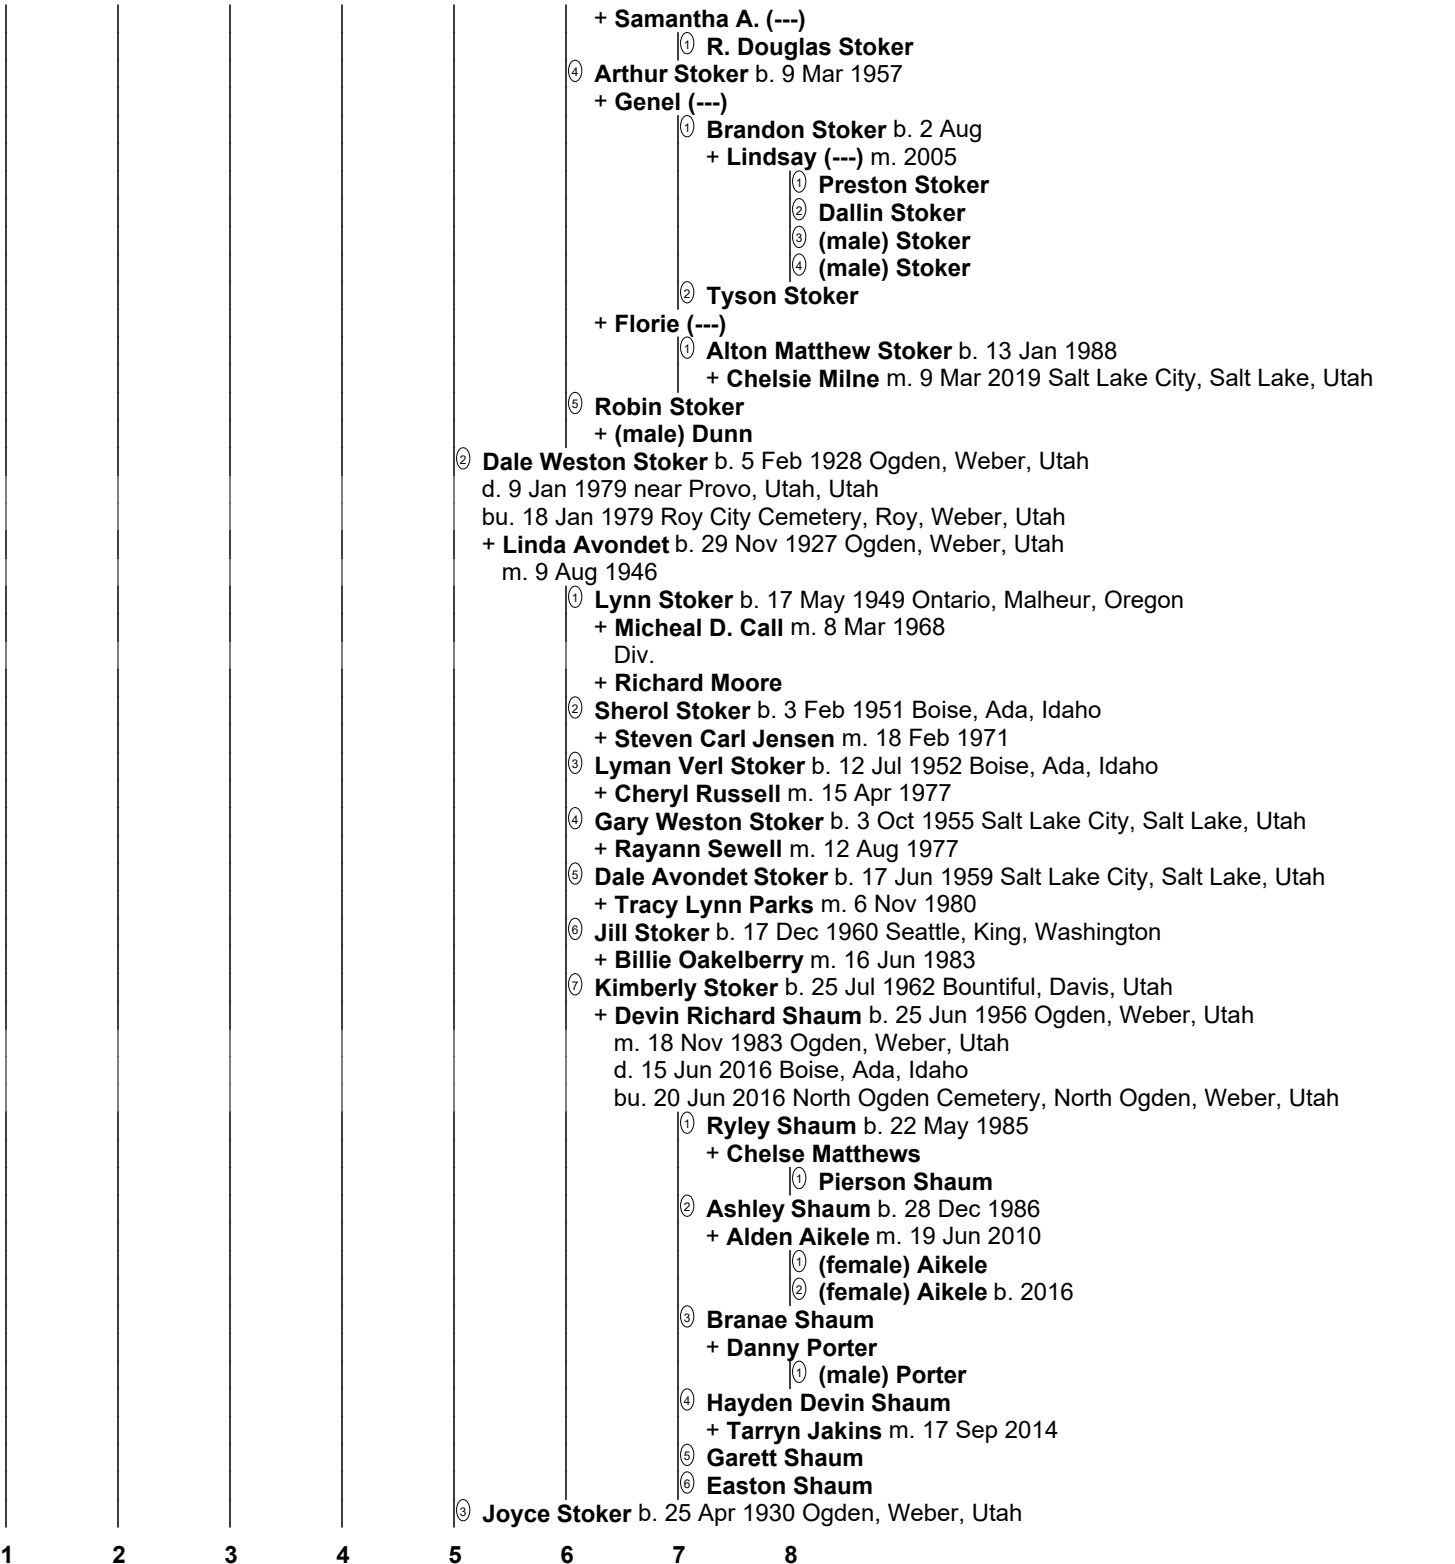 + Samantha A. (---)
① R. Douglas Stoker
④ Arthur Stoker b. 9 Mar 1957
+ Genel (---)
① Brandon Stoker b. 2 Aug
+ Lindsay (---) m. 2005
① Preston Stoker
② Dallin Stoker
③ (male) Stoker
④ (male) Stoker
② Tyson Stoker
+ Florie (---)
① Alton Matthew Stoker b. 13 Jan 1988
+ Chelsie Milne m. 9 Mar 2019 Salt Lake City, Salt Lake, Utah
⑤ Robin Stoker
+ (male) Dunn
② Dale Weston Stoker b. 5 Feb 1928 Ogden, Weber, Utah
d. 9 Jan 1979 near Provo, Utah, Utah
bu. 18 Jan 1979 Roy City Cemetery, Roy, Weber, Utah
+ Linda Avondet b. 29 Nov 1927 Ogden, Weber, Utah
m. 9 Aug 1946
① Lynn Stoker b. 17 May 1949 Ontario, Malheur, Oregon
+ Micheal D. Call m. 8 Mar 1968
Div.
+ Richard Moore
② Sherol Stoker b. 3 Feb 1951 Boise, Ada, Idaho
+ Steven Carl Jensen m. 18 Feb 1971
③ Lyman Verl Stoker b. 12 Jul 1952 Boise, Ada, Idaho
+ Cheryl Russell m. 15 Apr 1977
④ Gary Weston Stoker b. 3 Oct 1955 Salt Lake City, Salt Lake, Utah
+ Rayann Sewell m. 12 Aug 1977
⑤ Dale Avondet Stoker b. 17 Jun 1959 Salt Lake City, Salt Lake, Utah
+ Tracy Lynn Parks m. 6 Nov 1980
⑥ Jill Stoker b. 17 Dec 1960 Seattle, King, Washington
+ Billie Oakelberry m. 16 Jun 1983
⑦ Kimberly Stoker b. 25 Jul 1962 Bountiful, Davis, Utah
+ Devin Richard Shaum b. 25 Jun 1956 Ogden, Weber, Utah
m. 18 Nov 1983 Ogden, Weber, Utah
d. 15 Jun 2016 Boise, Ada, Idaho
bu. 20 Jun 2016 North Ogden Cemetery, North Ogden, Weber, Utah
① Ryley Shaum b. 22 May 1985
+ Chelse Matthews
① Pierson Shaum
② Ashley Shaum b. 28 Dec 1986
+ Alden Aikele m. 19 Jun 2010
① (female) Aikele
② (female) Aikele b. 2016
③ Branae Shaum
+ Danny Porter
① (male) Porter
④ Hayden Devin Shaum
+ Tarryn Jakins m. 17 Sep 2014
⑤ Garett Shaum
⑥ Easton Shaum
③ Joyce Stoker b. 25 Apr 1930 Ogden, Weber, Utah
1 2 3 4 5 6 7 8